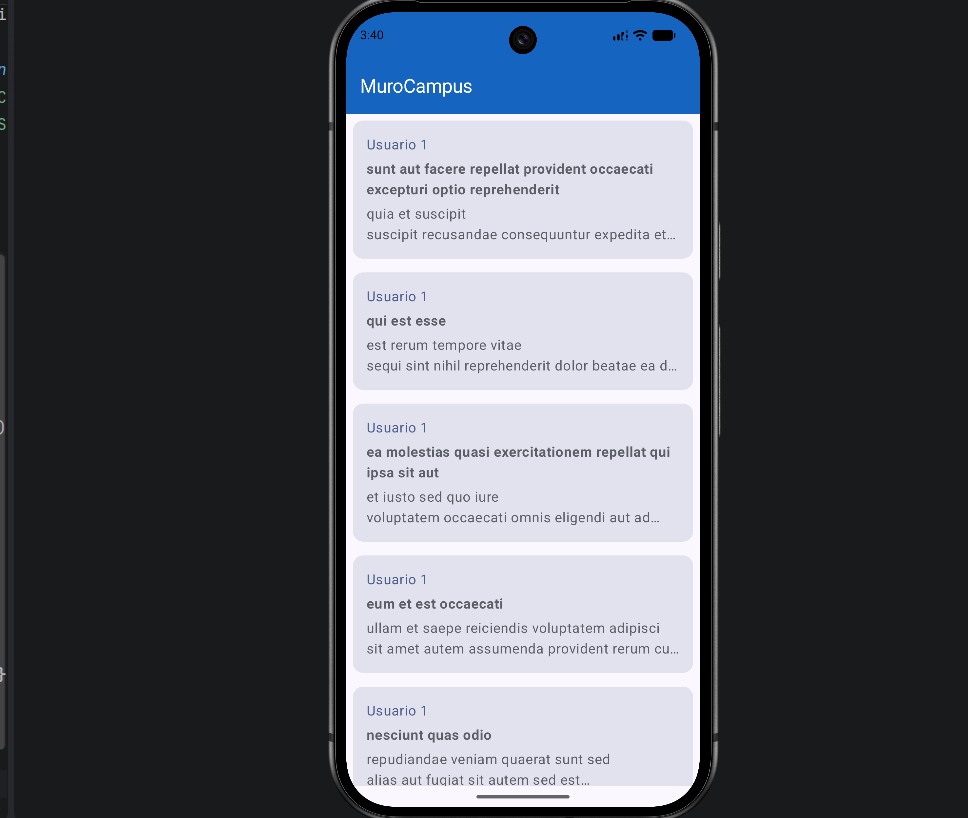 3:40
MuroCampus
Usuario 1
sunt aut facere repellat provident occaecati
excepturi optio reprehenderit
quia et suscipit
suscipit recusandae consequuntur expedita et…
Usuario 1
qui est esse
est rerum tempore vitae
sequi sint nihil reprehenderit dolor beatae ea d…
Usuario 1
ea molestias quasi exercitationem repellat qui
ipsa sit aut
et iusto sed quo iure
voluptatem occaecati omnis eligendi aut ad…
Usuario 1
eum et est occaecati
ullam et saepe reiciendis voluptatem adipisci
sit amet autem assumenda provident rerum cu…
Usuario 1
nesciunt quas odio
repudiandae veniam quaerat sunt sed
alias aut fugiat sit autem sed est…